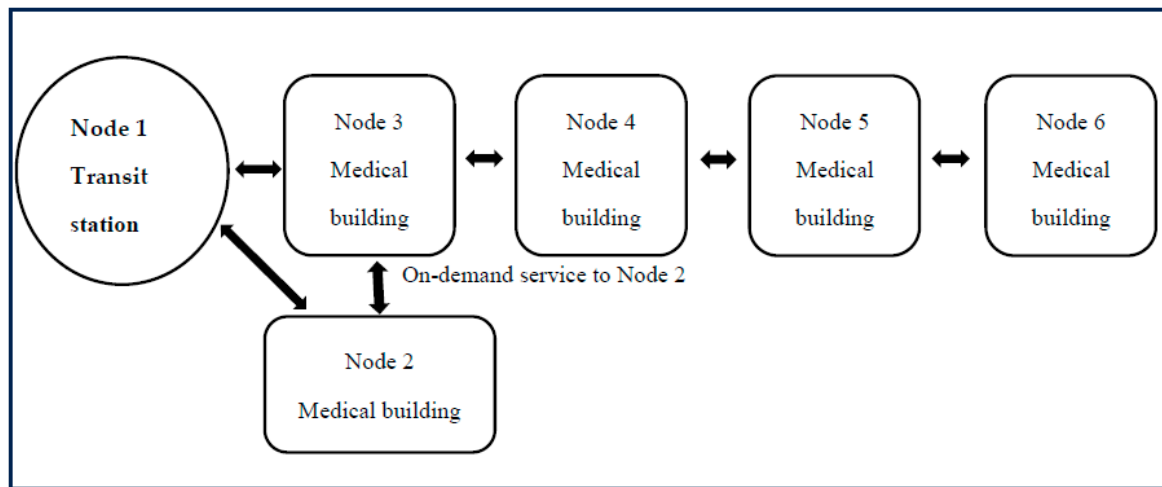 Node 1
Transit
station
Node 3
Medical
building
Node 4
Medical
building
Node 5
Medical
building
Node 6
Medical
building
On-demand service to Node 2
Node 2
Medical building